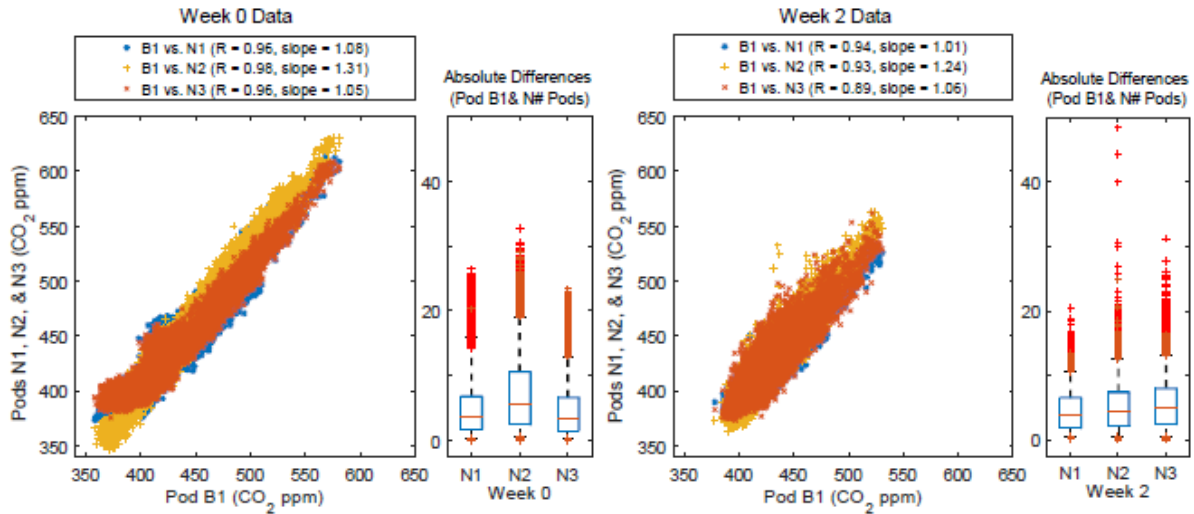 Week 0 Data
B1 vs. N1 (R = 0.96, slope = 1.08)
B1 vs. N2 (R = 0.98, slope = 1.31)
B1 vs. N3 (R = 0.96, slope = 1.05)
Pods N1, N2, & N3 (CO2 ppm)
650
600
550
500
450
400
350
350 400 450 500 550 600 650
Pod B1 (CO2 ppm)
Absolute Differences
(Pod B1& N# Pods)
40
20
0
N1 N2 N3
Week 0
Week 2 Data
B1 vs. N1 (R = 0.94, slope = 1.01)
B1 vs. N2 (R = 0.93, slope = 1.24)
B1 vs. N3 (R = 0.89, slope = 1.06)
Pods N1, N2, & N3 (CO2 ppm)
650
600
550
500
450
400
350
350 400 450 500 550 600 650
Pod B1 (CO2 ppm)
Absolute Differences
(Pod B1& N# Pods)
40
20
0
N1 N2 N3
Week 2